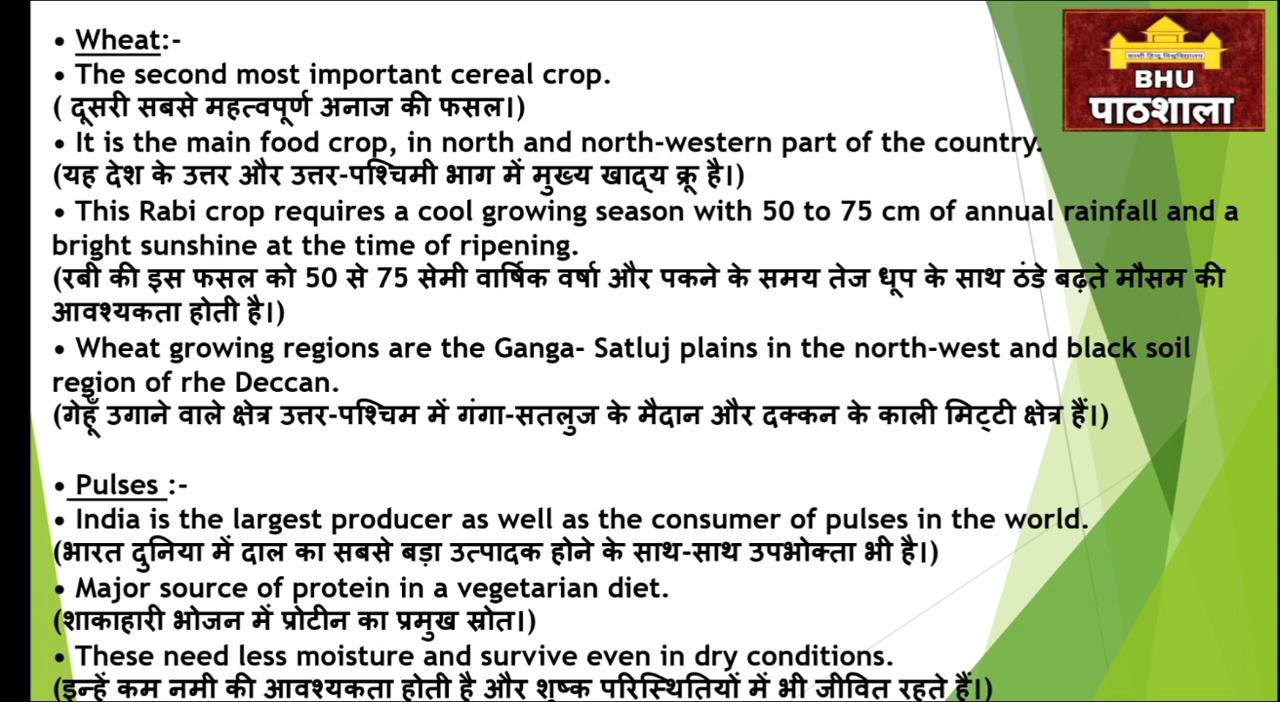 • Wheat:-
• The second most important cereal crop.
( दूसरी सबसे महत्वपूर्ण अनाज की फसल।)
• It is the main food crop, in north and north-western part of the country.
(यह देश के उत्तर और उत्तर-पश्चिमी भाग में मुख्य खाद्य क्रू है।)
• This Rabi crop requires a cool growing season with 50 to 75 cm of annual rainfall and a
bright sunshine at the time of ripening.
(रबी की इस फसल को 50 से 75 सेमी वार्षिक वर्षा और पकने के समय तेज धूप के साथ ठंडे बढ़ते मौसम की
आवश्यकता होती है।)
• Wheat growing regions are the Ganga- Satluj plains in the north-west and black soil
region of rhe Deccan.
(गेहूँ उगाने वाले क्षेत्र उत्तर-पश्चिम में गंगा-सतलुज के मैदान और दक्कन के काली मिट्टी क्षेत्र हैं।)
• Pulses :-
• India is the largest producer as well as the consumer of pulses in the world.
(भारत दुनिया में दाल का सबसे बड़ा उत्पादक होने के साथ-साथ उपभोक्ता भी है।)
• Major source of protein in a vegetarian diet.
(शाकाहारी भोजन में प्रोटीन का प्रमुख स्रोत।)
• These need less moisture and survive even in dry conditions.
(इन्हें कम नमी की आवश्यकता होती है और शुष्क परिस्थितियों में भी जीवित रहते हैं।)
काशी हिन्दू विश्वविद्यालय
BHU
पाठशाला